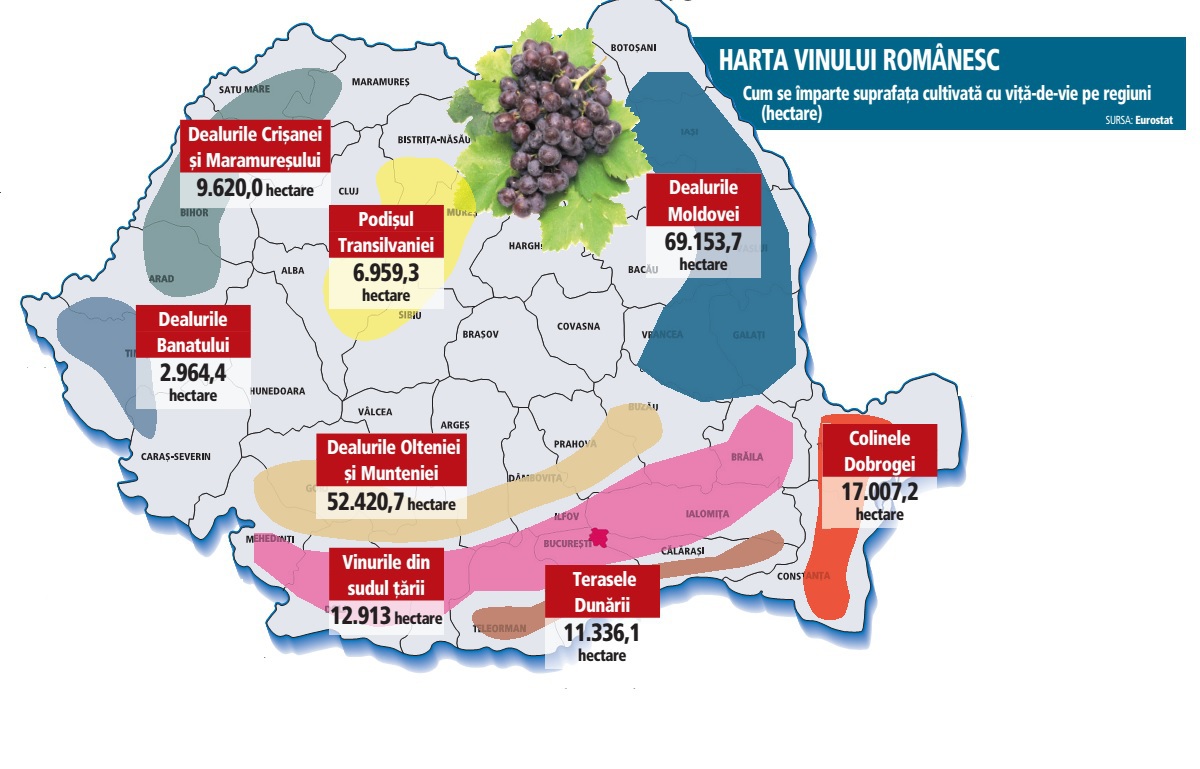 HARTA VINULUI ROMÂNESC
Cum se împarte suprafața cultivată cu viță-de-vie pe regiuni
(hectare)
SURSA: Eurostat
BOTOȘANI
SATU MARE
MARAMUREȘ
Dealurile Crișanei
și Maramureșului
9.620,0 hectare
BISTRIȚA-NĂSĂU
IAȘI
CLUJ
BIHOR
MUREȘ
Podișul
Transilvaniei
6.959,3
hectare
Dealurile
Moldovei
69.153,7
hectare
ARAD
ALBA
BACĂU
SIBIU
BRAȘOV
COVASNA
VRANCEA
GALAȚI
Dealurile
Banatului
2.964,4
hectare
HUNEDOARA
VÂLCEA
ARGEȘ
BUZĂU
PRAHOVA
CARAȘ-SEVERIN
Dealurile Olteniei
și Munteniei
52.420,7 hectare
DÂMBOVIȚA
BRĂILA
Colinele
Dobrogei
17.007,2
hectare
ILFOV
IALOMIȚA
MEHEDINȚI
BUCUREȘTI
CĂLĂRAȘI
CONSTANȚA
Vinurile din
sudul țării
12.913 hectare
Terasele
Dunării
11.336,1
hectare
TELEORMAN